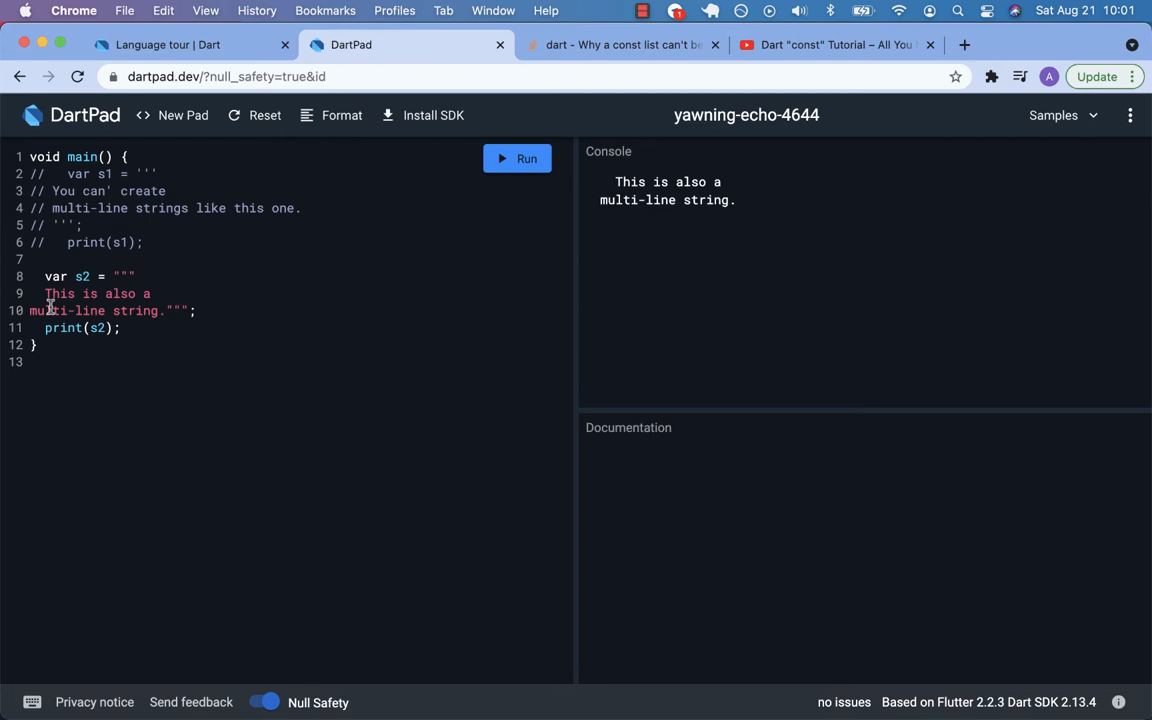 Chrome File Edit View History Bookmarks Profiles Tab Window Help 1 Sat Aug 21 10:01
Language tour | Dart DartPad dart - Why a const list can't be Dart "const" Tutorial – All You
dartpad.dev/?null_safety=true&id A Update
DartPad <> New Pad Reset Format Install SDK yawning-echo-4644 Samples
1 void main() {
2 //   var s1 = '''
3 // You can' create
4 // multi-line strings like this one.
5 // ''';
6 //   print(s1);
7
8   var s2 = """
9   This is also a
10 multi-line string.""";
11   print(s2);
12 }
13
Run
Console
This is also a
multi-line string.
Documentation
Privacy notice Send feedback Null Safety no issues Based on Flutter 2.2.3 Dart SDK 2.13.4